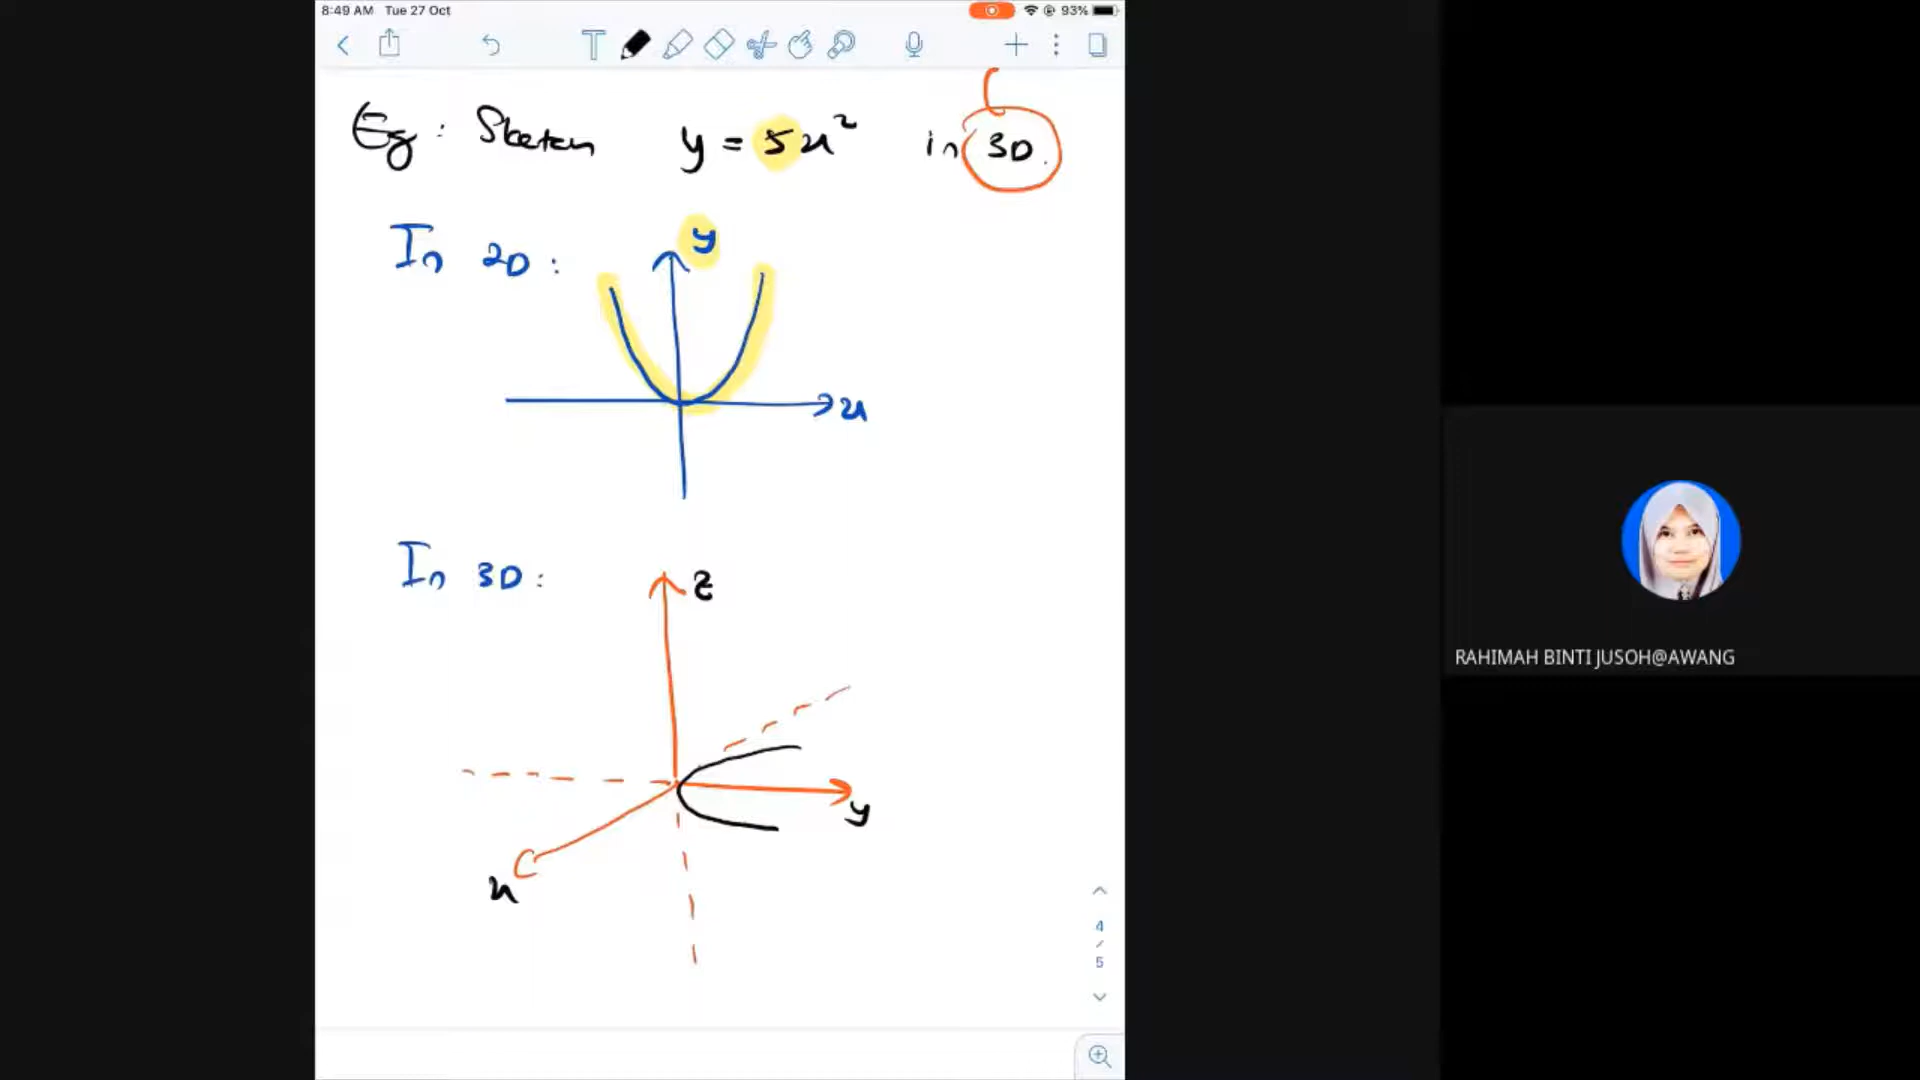 8:49 AM Tue 27 Oct 93%
T
Eg : Sketch y = 5x² in 3D.
In 2D :
y
x
In 3D :
z
y
x
4
/
5
RAHIMAH BINTI JUSOH@AWANG